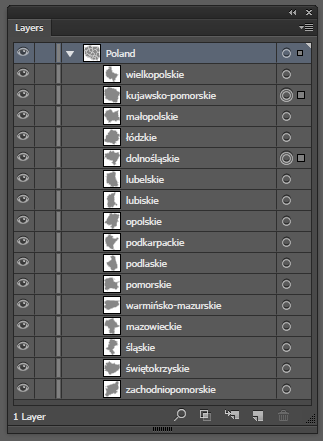 Layers
Poland
wielkopolskie
kujawsko-pomorskie
małopolskie
łódzkie
dolnośląskie
lubelskie
lubiskie
opolskie
podkarpackie
podlaskie
pomorskie
warmińsko-mazurskie
mazowieckie
śląskie
świętokrzyskie
zachodniopomorskie
1 Layer